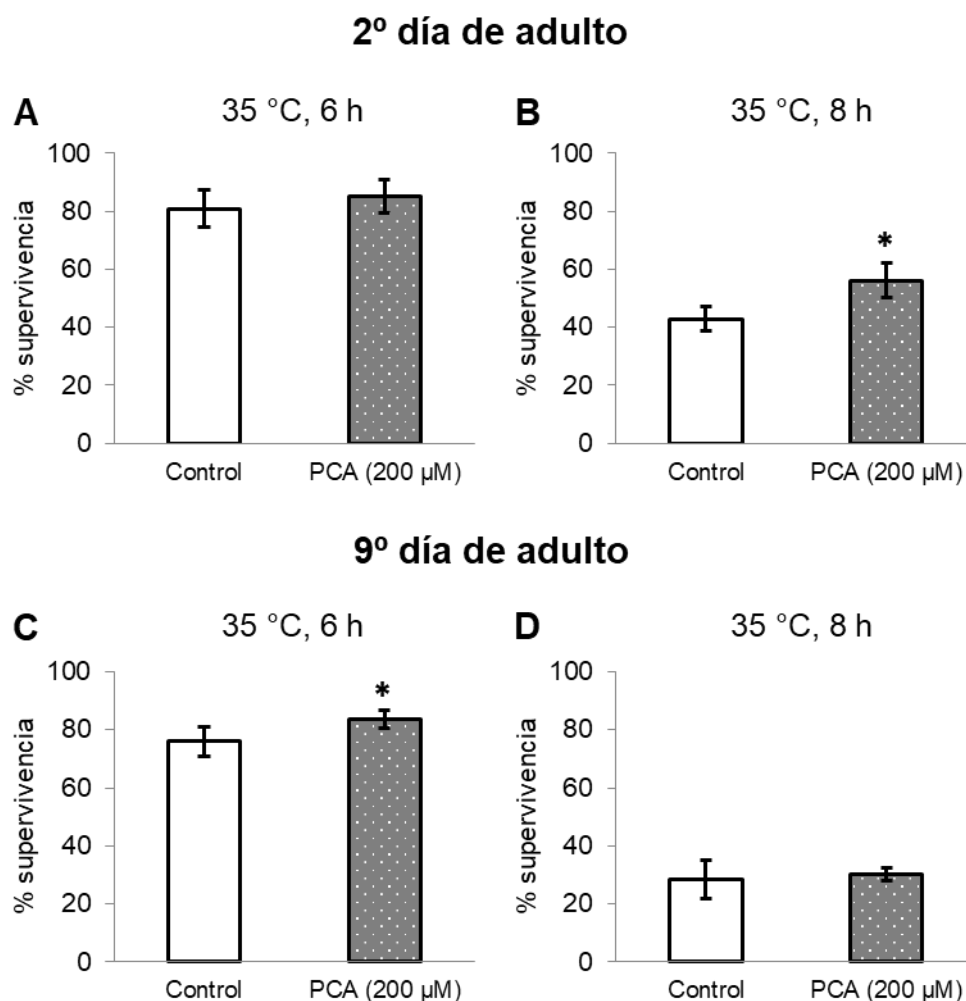 2º día de adulto
A 35 °C, 6 h
B 35 °C, 8 h
% supervivencia
100
80
60
40
20
0
Control PCA (200 µM)
% supervivencia
100
80
60
40
20
0
*
Control PCA (200 µM)
9º día de adulto
C 35 °C, 6 h
D 35 °C, 8 h
% supervivencia
100
80
60
40
20
0
*
Control PCA (200 µM)
% supervivencia
100
80
60
40
20
0
Control PCA (200 µM)